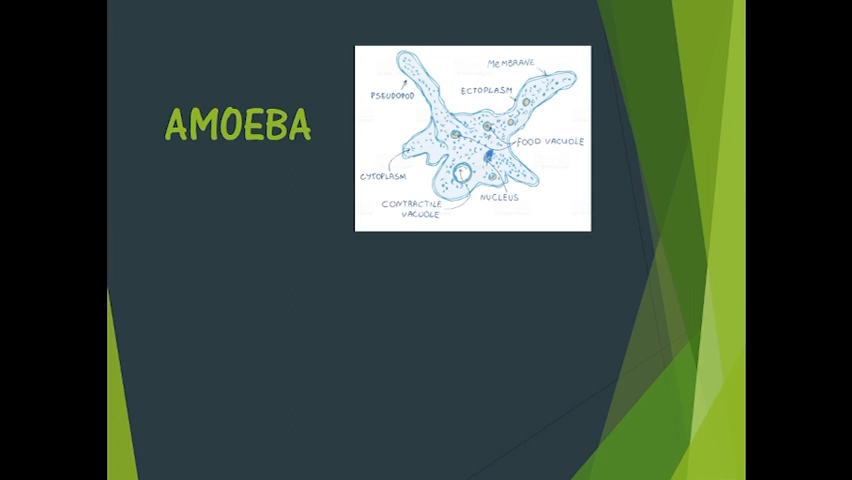 AMOEBA
MEMBRANE
ECTOPLASM
PSEUDOPOD
FOOD VACUOLE
CYTOPLASM
NUCLEUS
CONTRACTILE
VACUOLE